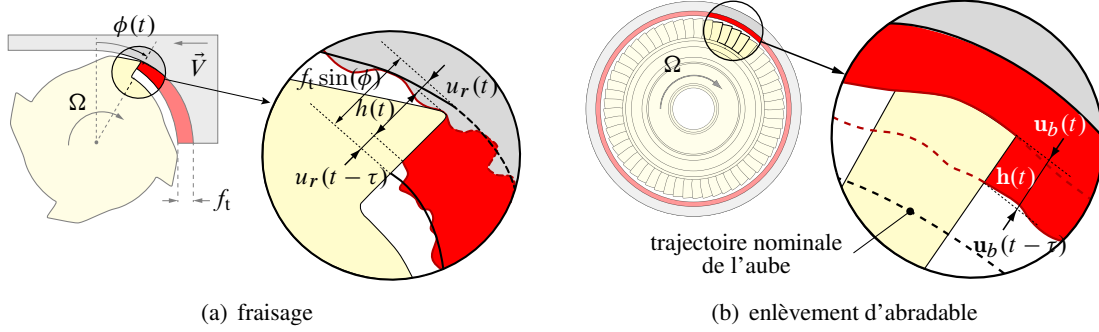 ϕ(t)
V⃗
Ω
f_t
f_t sin(ϕ)
h(t)
u_r(t)
u_r(t − τ)
(a) fraisage
Ω
u_b(t)
h(t)
u_b(t − τ)
trajectoire nominale
de l’aube
(b) enlèvement d’abradable